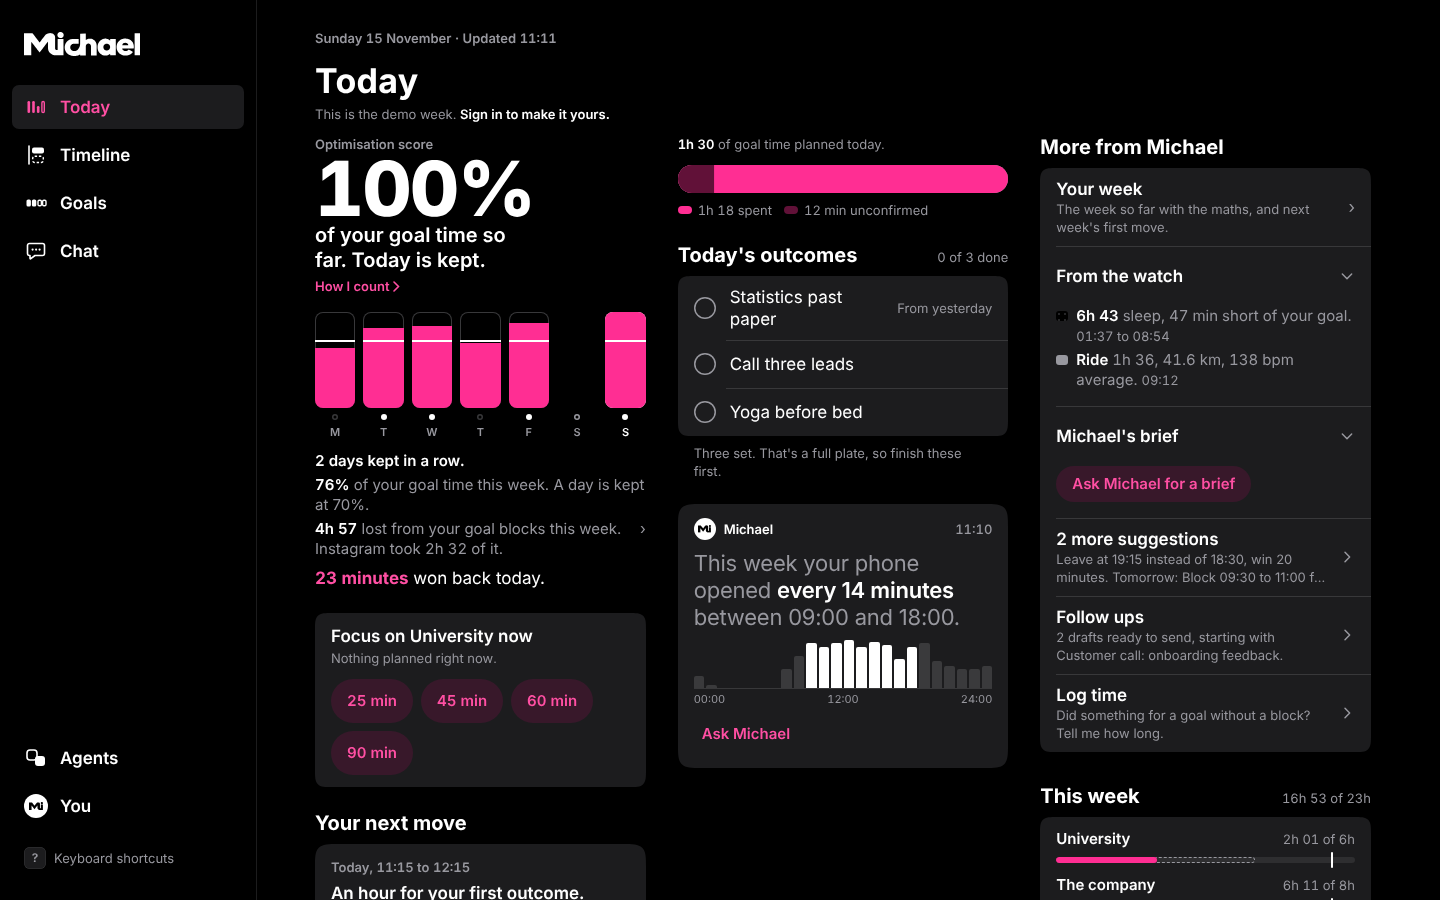 Michael
Today
Timeline
Goals
Chat
Agents
Mi
You
?
Keyboard shortcuts
Sunday 15 November · Updated 11:11
Today
This is the demo week. Sign in to make it yours.
Optimisation score
100%
of your goal time so
far. Today is kept.
How I count
M T W T F S S
2 days kept in a row.
76% of your goal time this week. A day is kept
at 70%.
4h 57 lost from your goal blocks this week.
Instagram took 2h 32 of it.
23 minutes won back today.
Focus on University now
Nothing planned right now.
25 min
45 min
60 min
90 min
Your next move
Today, 11:15 to 12:15
An hour for your first outcome.
1h 30 of goal time planned today.
1h 18 spent
12 min unconfirmed
Today's outcomes
0 of 3 done
Statistics past
paper
From yesterday
Call three leads
Yoga before bed
Three set. That's a full plate, so finish these
first.
Mi
Michael
11:10
This week your phone
opened every 14 minutes
between 09:00 and 18:00.
00:00 12:00 24:00
Ask Michael
More from Michael
Your week
The week so far with the maths, and next
week's first move.
From the watch
6h 43 sleep, 47 min short of your goal.
01:37 to 08:54
Ride 1h 36, 41.6 km, 138 bpm
average. 09:12
Michael's brief
Ask Michael for a brief
2 more suggestions
Leave at 19:15 instead of 18:30, win 20
minutes. Tomorrow: Block 09:30 to 11:00 f...
Follow ups
2 drafts ready to send, starting with
Customer call: onboarding feedback.
Log time
Did something for a goal without a block?
Tell me how long.
This week
16h 53 of 23h
University
2h 01 of 6h
The company
6h 11 of 8h